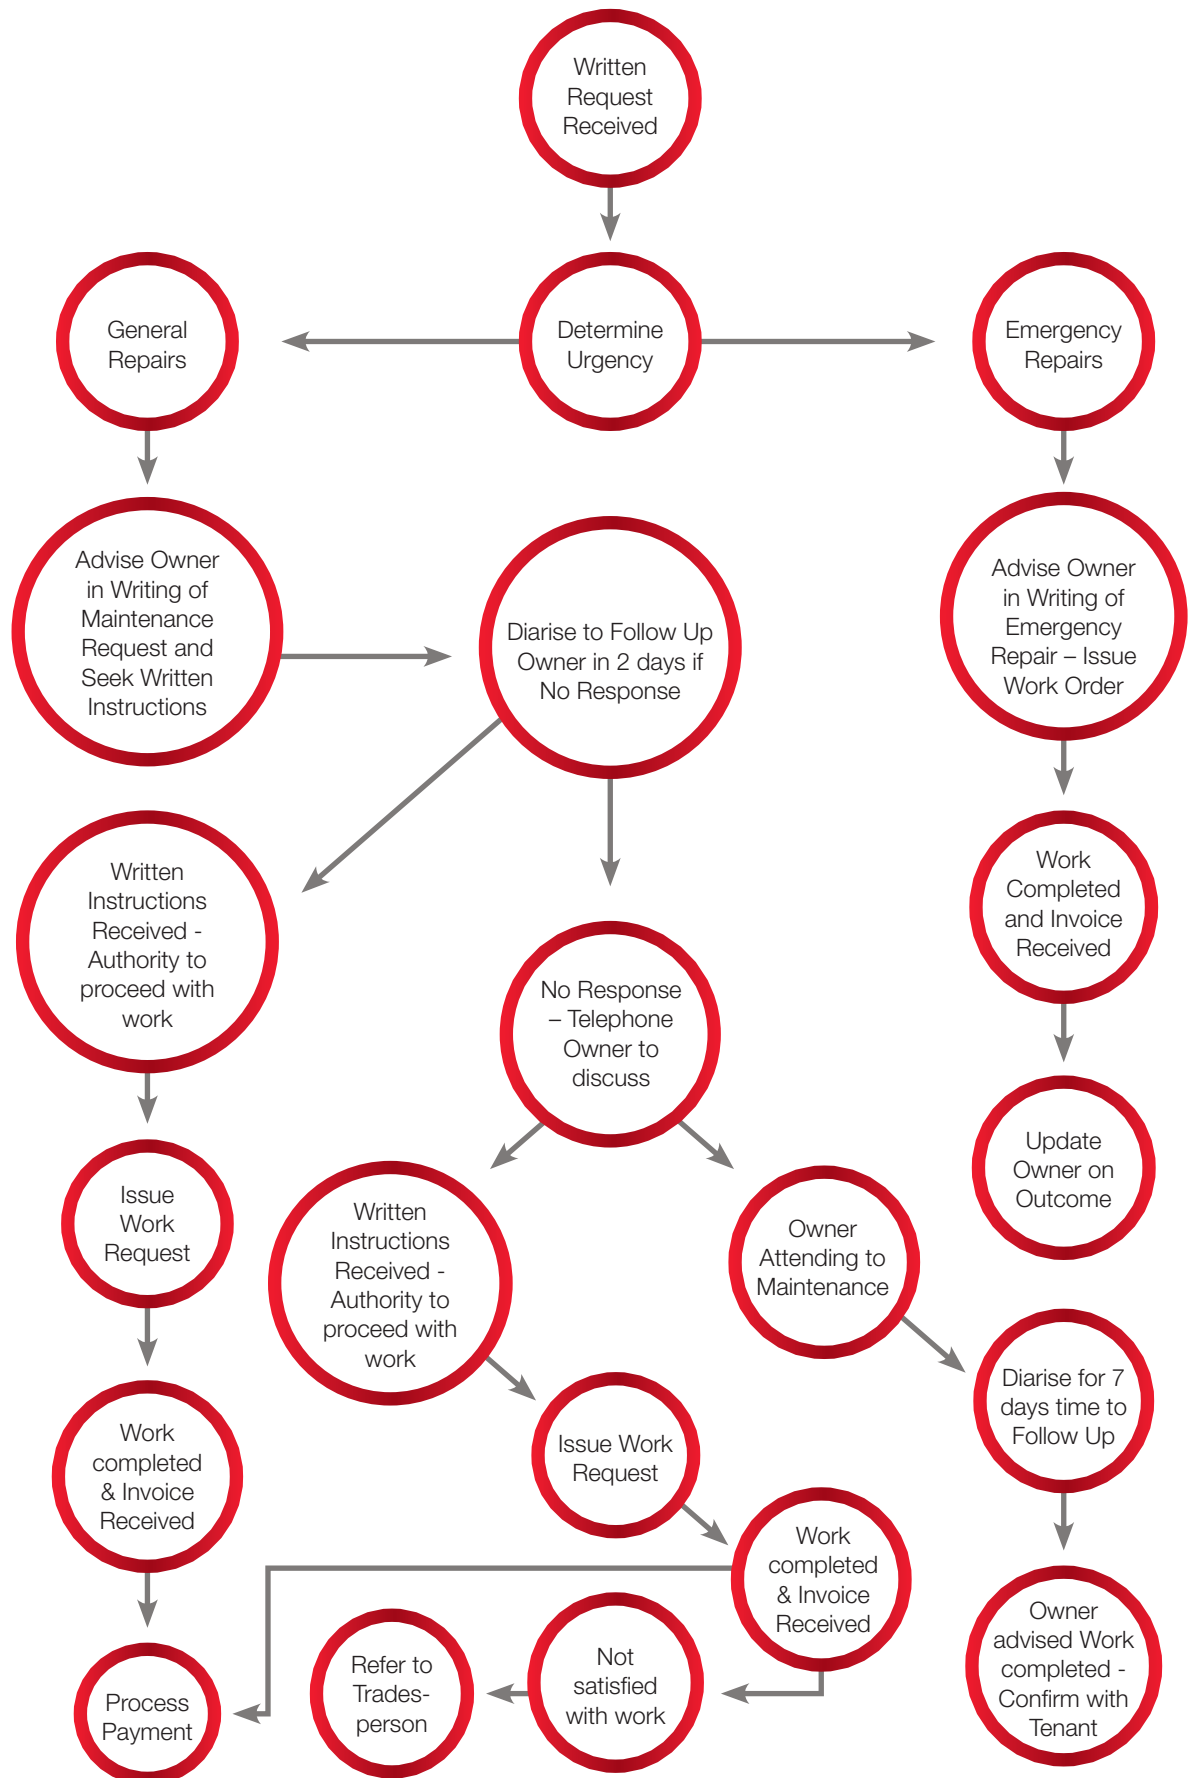 Written
Request
Received
General
Repairs
Determine
Urgency
Emergency
Repairs
Advise Owner
in Writing of
Maintenance
Request and
Seek Written
Instructions
Diarise to Follow Up
Owner in 2 days if
No Response
Advise Owner
in Writing of
Emergency
Repair – Issue
Work Order
Written
Instructions
Received -
Authority to
proceed with
work
No Response
– Telephone
Owner to
discuss
Work
Completed
and Invoice
Received
Issue
Work
Request
Written
Instructions
Received -
Authority to
proceed with
work
Owner
Attending to
Maintenance
Update
Owner on
Outcome
Work
completed
& Invoice
Received
Issue Work
Request
Diarise for 7
days time to
Follow Up
Work
completed
& Invoice
Received
Process
Payment
Refer to
Trades-
person
Not
satisfied
with work
Owner
advised Work
completed -
Confirm with
Tenant